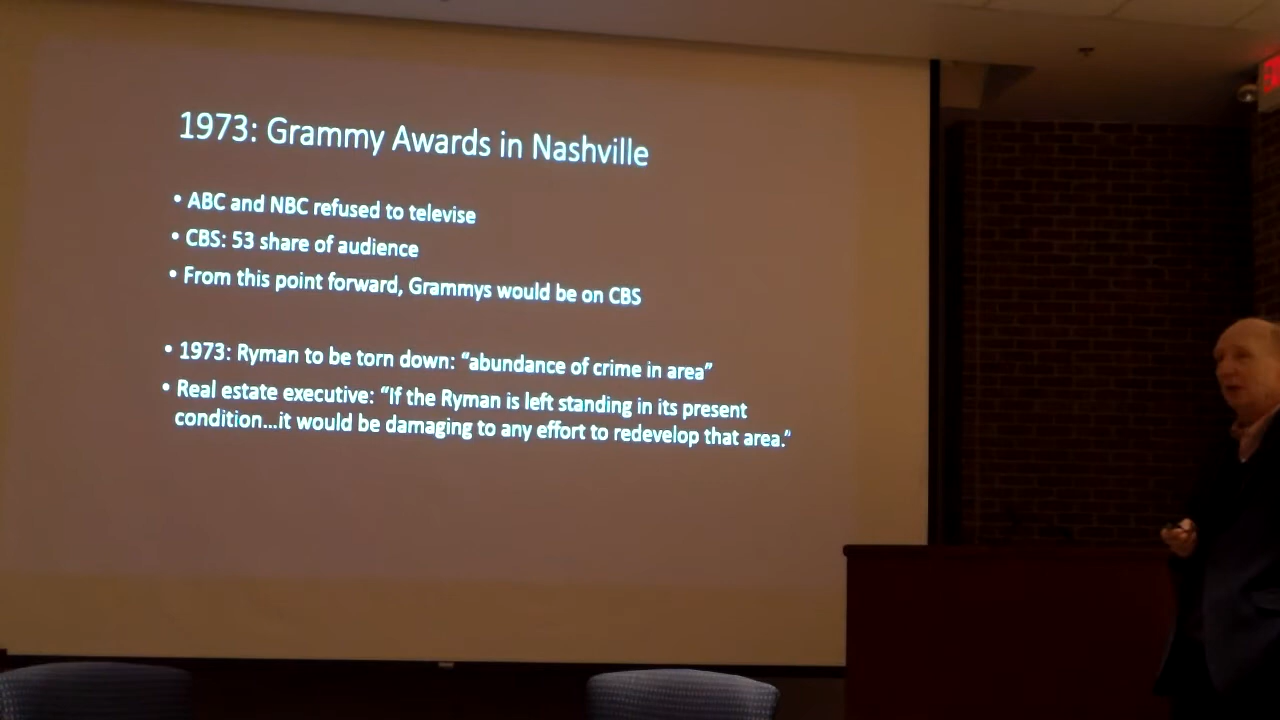 1973: Grammy Awards in Nashville
• ABC and NBC refused to televise
• CBS: 53 share of audience
• From this point forward, Grammys would be on CBS
• 1973: Ryman to be torn down: “abundance of crime in area”
• Real estate executive: “If the Ryman is left standing in its present
condition...it would be damaging to any effort to redevelop that area.”